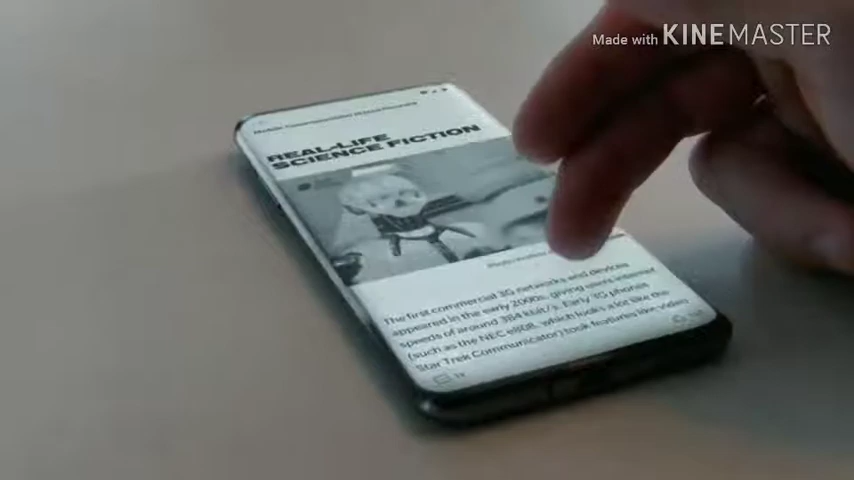 Made with KINEMASTER
REAL-LIFE
SCIENCE FICTION
The first commercial 3G networks and devices
appeared in the early 2000s, giving users internet
speeds of around 384 kbit/s. Early 3G phones
(such as the NEC e808, which looks a lot like the
Star Trek Communicator) took features like video